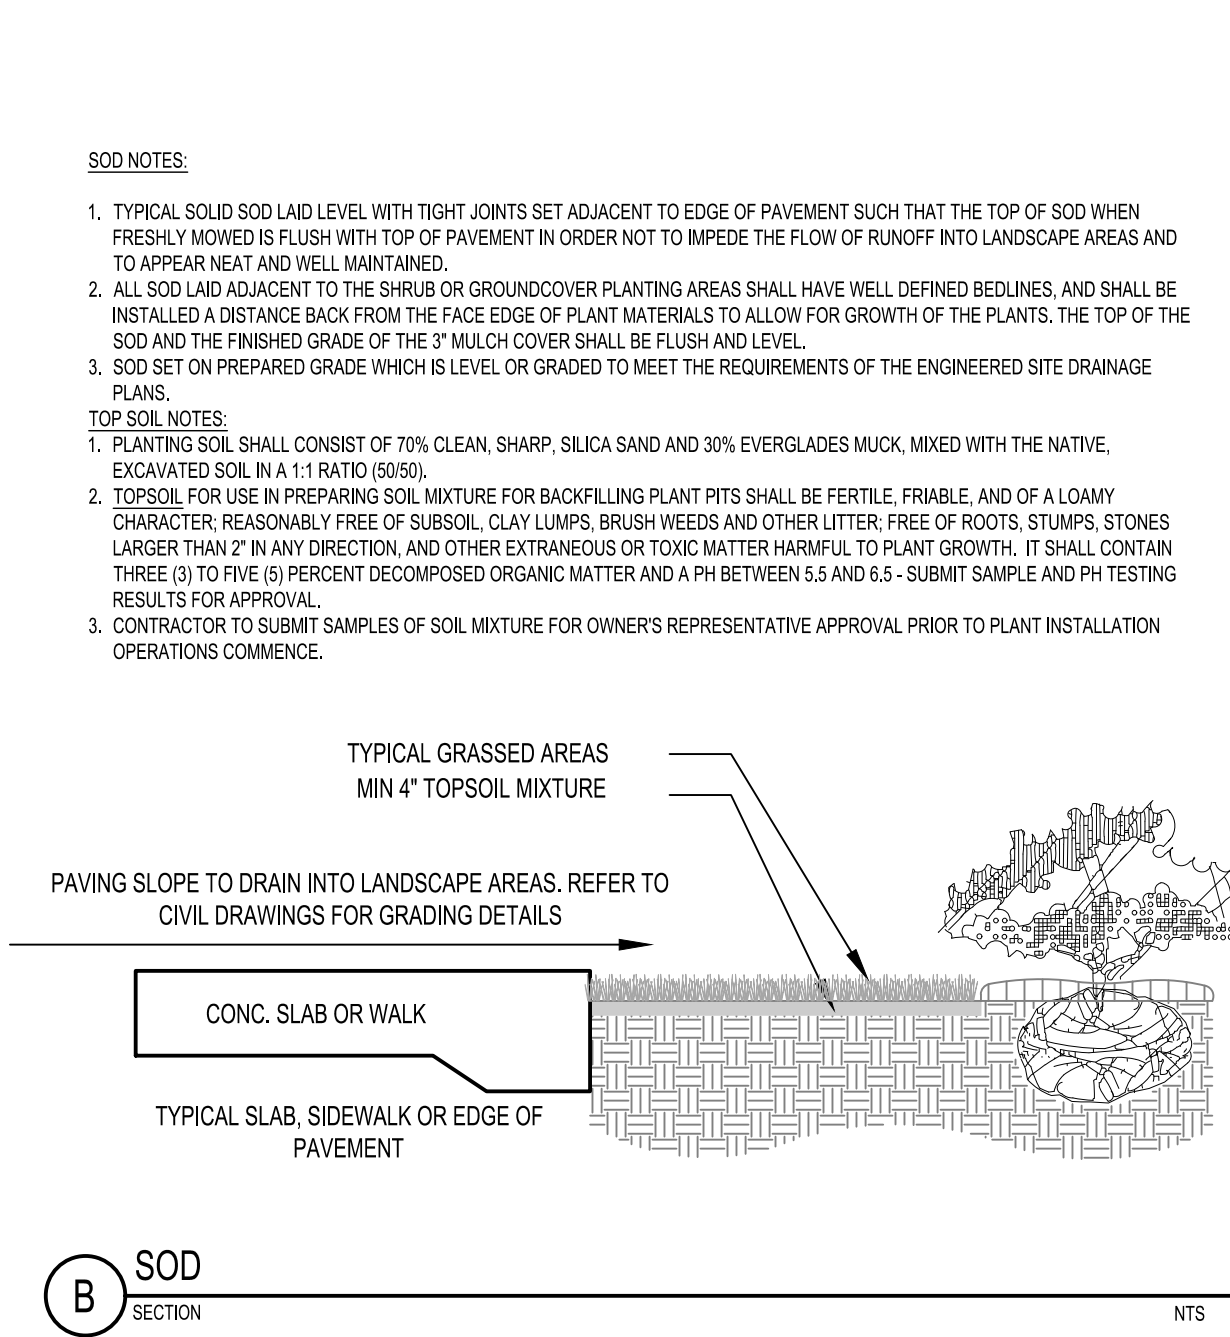 SOD NOTES:
1. TYPICAL SOLID SOD LAID LEVEL WITH TIGHT JOINTS SET ADJACENT TO EDGE OF PAVEMENT SUCH THAT THE TOP OF SOD WHEN
FRESHLY MOWED IS FLUSH WITH TOP OF PAVEMENT IN ORDER NOT TO IMPEDE THE FLOW OF RUNOFF INTO LANDSCAPE AREAS AND
TO APPEAR NEAT AND WELL MAINTAINED.
2. ALL SOD LAID ADJACENT TO THE SHRUB OR GROUNDCOVER PLANTING AREAS SHALL HAVE WELL DEFINED BEDLINES, AND SHALL BE
INSTALLED A DISTANCE BACK FROM THE FACE EDGE OF PLANT MATERIALS TO ALLOW FOR GROWTH OF THE PLANTS. THE TOP OF THE
SOD AND THE FINISHED GRADE OF THE 3" MULCH COVER SHALL BE FLUSH AND LEVEL.
3. SOD SET ON PREPARED GRADE WHICH IS LEVEL OR GRADED TO MEET THE REQUIREMENTS OF THE ENGINEERED SITE DRAINAGE
PLANS.
TOP SOIL NOTES:
1. PLANTING SOIL SHALL CONSIST OF 70% CLEAN, SHARP, SILICA SAND AND 30% EVERGLADES MUCK, MIXED WITH THE NATIVE,
EXCAVATED SOIL IN A 1:1 RATIO (50/50).
2. TOPSOIL FOR USE IN PREPARING SOIL MIXTURE FOR BACKFILLING PLANT PITS SHALL BE FERTILE, FRIABLE, AND OF A LOAMY
CHARACTER; REASONABLY FREE OF SUBSOIL, CLAY LUMPS, BRUSH WEEDS AND OTHER LITTER; FREE OF ROOTS, STUMPS, STONES
LARGER THAN 2" IN ANY DIRECTION, AND OTHER EXTRANEOUS OR TOXIC MATTER HARMFUL TO PLANT GROWTH. IT SHALL CONTAIN
THREE (3) TO FIVE (5) PERCENT DECOMPOSED ORGANIC MATTER AND A PH BETWEEN 5.5 AND 6.5 - SUBMIT SAMPLE AND PH TESTING
RESULTS FOR APPROVAL.
3. CONTRACTOR TO SUBMIT SAMPLES OF SOIL MIXTURE FOR OWNER'S REPRESENTATIVE APPROVAL PRIOR TO PLANT INSTALLATION
OPERATIONS COMMENCE.
TYPICAL GRASSED AREAS
MIN 4" TOPSOIL MIXTURE
PAVING SLOPE TO DRAIN INTO LANDSCAPE AREAS. REFER TO
CIVIL DRAWINGS FOR GRADING DETAILS
CONC. SLAB OR WALK
TYPICAL SLAB, SIDEWALK OR EDGE OF
PAVEMENT
B
SOD
SECTION
NTS